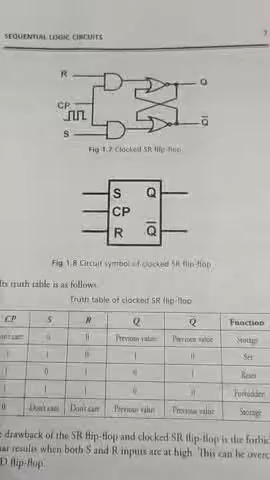 SEQUENTIAL LOGIC CIRCUITS 7
R
Q
CP
S
Q̅
Fig 1.7 Clocked SR flip-flop
S Q
CP
R Q̅
Fig 1.8 Circuit symbol of clocked SR flip-flop
Its truth table is as follows.
Truth table of clocked SR flip-flop
CP S R Q Q̅ Function
Don't care 0 0 Previous value Previous value Storage
1 1 0 1 0 Set
1 0 1 0 1 Reset
1 1 1 0 0 Forbidden
0 Don't care Don't care Previous value Previous value Storage
drawback of the SR flip-flop and clocked SR flip-flop is the
results when both S and R inputs are at high. This can be
D flip-flop.